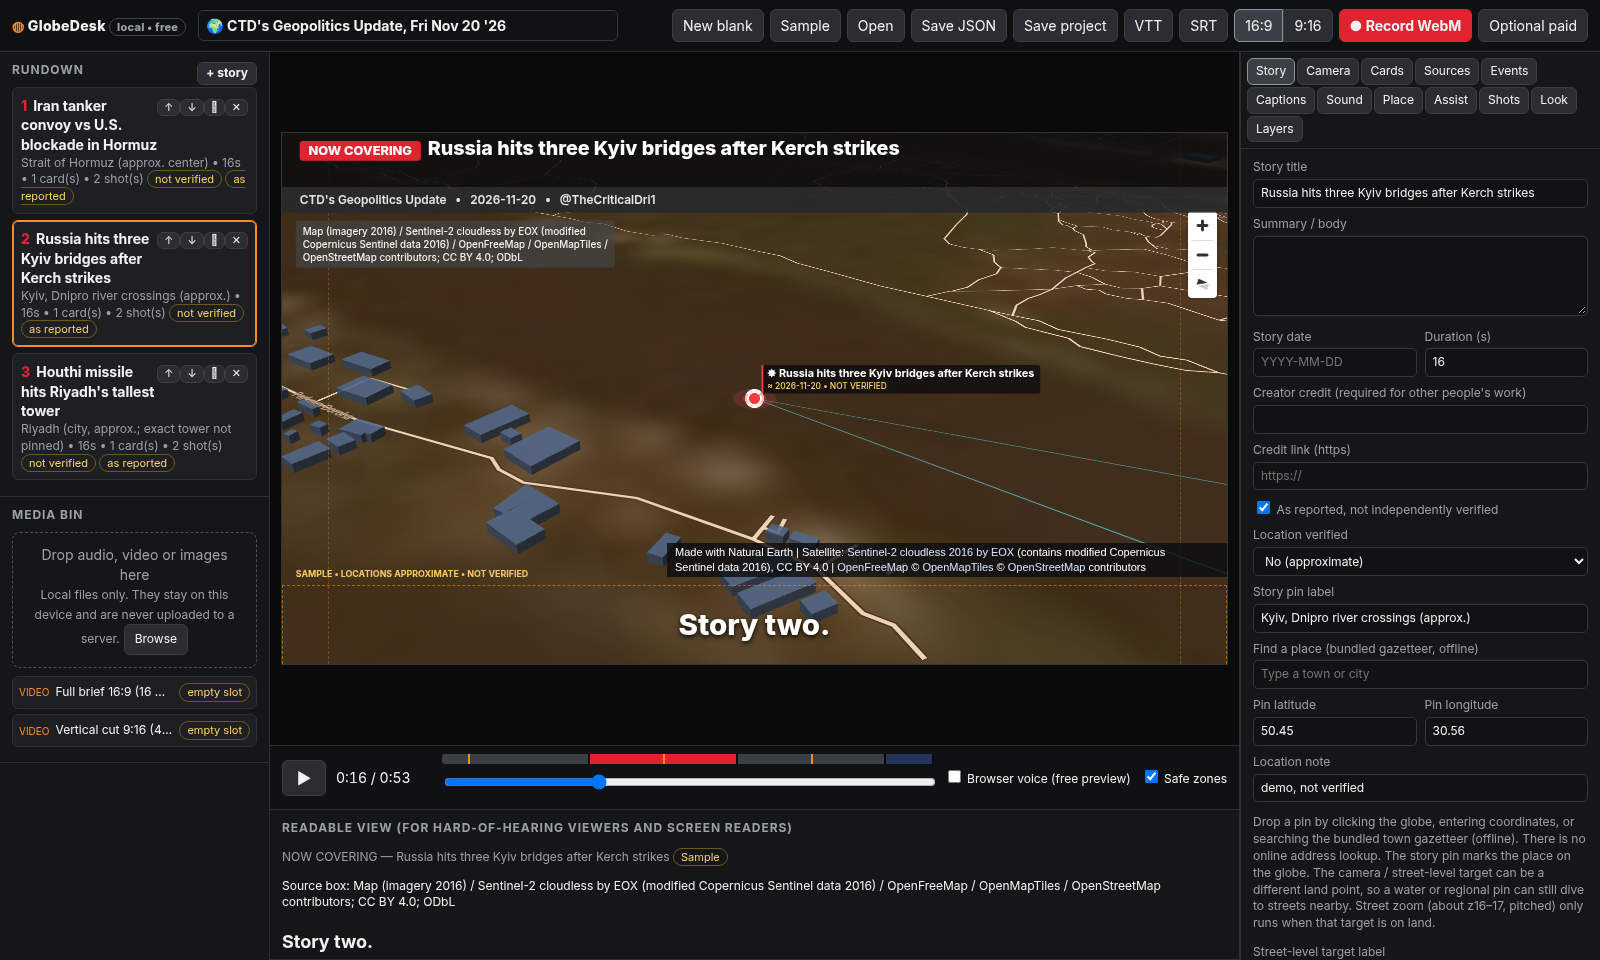 GlobeDesk local • free
🌍 CTD's Geopolitics Update, Fri Nov 20 '26
New blank
Sample
Open
Save JSON
Save project
VTT
SRT
16:9
9:16
Record WebM
Optional paid
RUNDOWN
+ story
1 Iran tanker
convoy vs U.S.
blockade in Hormuz
Strait of Hormuz (approx. center) • 16s
• 1 card(s) • 2 shot(s) not verified as
reported
2 Russia hits three
Kyiv bridges after
Kerch strikes
Kyiv, Dnipro river crossings (approx.) •
16s • 1 card(s) • 2 shot(s) not verified
as reported
3 Houthi missile
hits Riyadh's tallest
tower
Riyadh (city, approx.; exact tower not
pinned) • 16s • 1 card(s) • 2 shot(s)
not verified as reported
MEDIA BIN
Drop audio, video or images
here
Local files only. They stay on this
device and are never uploaded to a
server. Browse
VIDEO Full brief 16:9 (16 ... empty slot
VIDEO Vertical cut 9:16 (4... empty slot
NOW COVERING Russia hits three Kyiv bridges after Kerch strikes
CTD's Geopolitics Update • 2026-11-20 • @TheCriticalDri1
Map (imagery 2016) / Sentinel-2 cloudless by EOX (modified
Copernicus Sentinel data 2016) / OpenFreeMap / OpenMapTiles /
OpenStreetMap contributors; CC BY 4.0; ODbL
✸ Russia hits three Kyiv bridges after Kerch strikes
≈ 2026-11-20 • NOT VERIFIED
Made with Natural Earth | Satellite: Sentinel-2 cloudless 2016 by EOX (contains modified Copernicus
Sentinel data 2016), CC BY 4.0 | OpenFreeMap © OpenMapTiles © OpenStreetMap contributors
SAMPLE • LOCATIONS APPROXIMATE • NOT VERIFIED
Story two.
0:16 / 0:53
Browser voice (free preview)
Safe zones
READABLE VIEW (FOR HARD-OF-HEARING VIEWERS AND SCREEN READERS)
NOW COVERING — Russia hits three Kyiv bridges after Kerch strikes Sample
Source box: Map (imagery 2016) / Sentinel-2 cloudless by EOX (modified Copernicus Sentinel data 2016) / OpenFreeMap / OpenMapTiles / OpenStreetMap
contributors; CC BY 4.0; ODbL
Story two.
Story
Camera
Cards
Sources
Events
Captions
Sound
Place
Assist
Shots
Look
Layers
Story title
Russia hits three Kyiv bridges after Kerch strikes
Summary / body
Story date
Duration (s)
YYYY-MM-DD
16
Creator credit (required for other people's work)
Credit link (https)
https://
As reported, not independently verified
Location verified
No (approximate)
Story pin label
Kyiv, Dnipro river crossings (approx.)
Find a place (bundled gazetteer, offline)
Type a town or city
Pin latitude
Pin longitude
50.45
30.56
Location note
demo, not verified
Drop a pin by clicking the globe, entering coordinates, or
searching the bundled town gazetteer (offline). There is no
online address lookup. The story pin marks the place on
the globe. The camera / street-level target can be a
different land point, so a water or regional pin can still dive
to streets nearby. Street zoom (about z16–17, pitched) only
runs when that target is on land.
Street-level target label